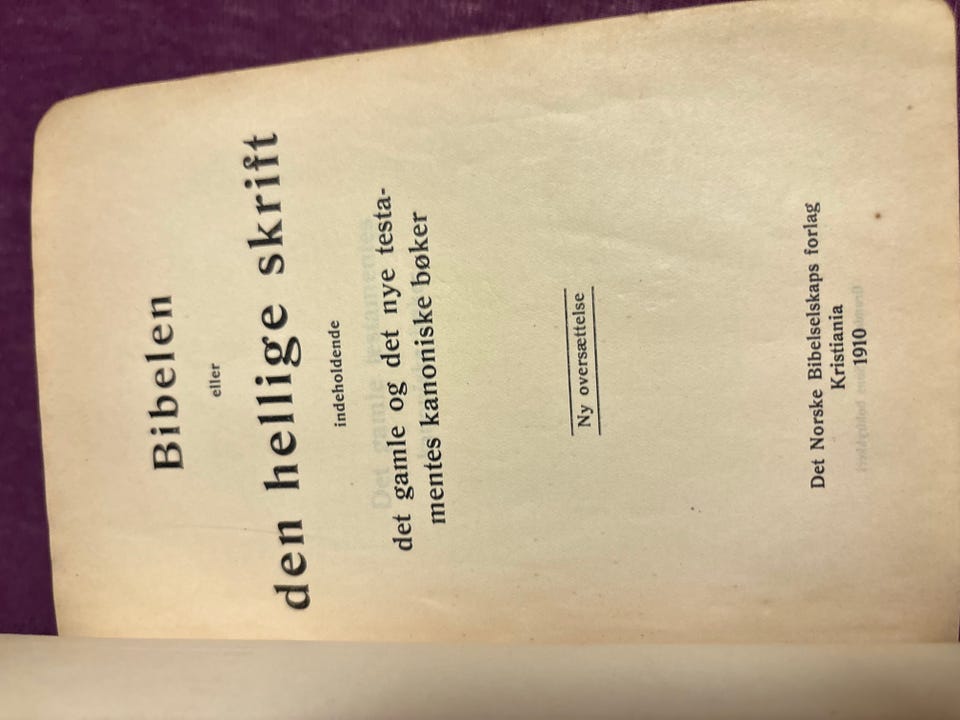 Bibelen
eller
den hellige skrift
indeholdende
det gamle og det nye testa-
mentes kanoniske bøker
Ny oversættelse
Det Norske Bibelselskaps forlag
Kristiania
1910